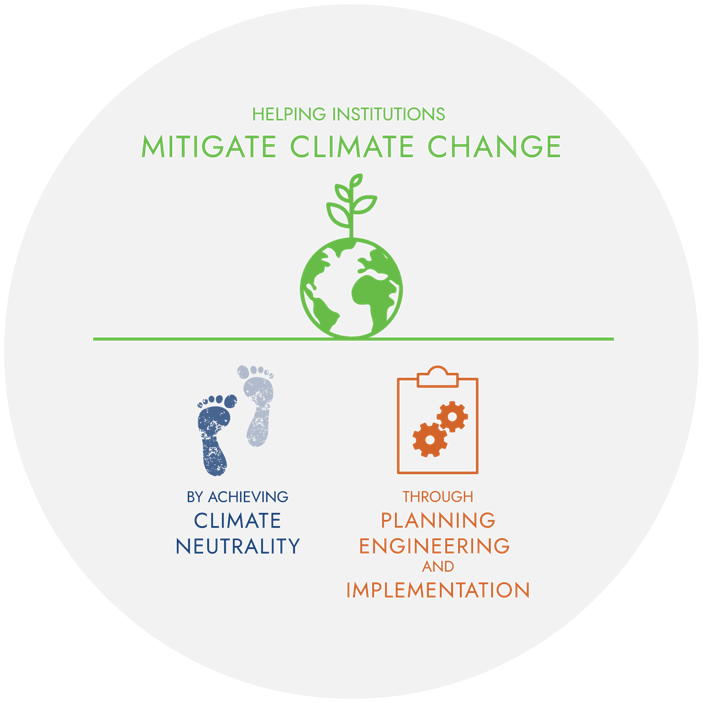 HELPING INSTITUTIONS
MITIGATE CLIMATE CHANGE
BY ACHIEVING
CLIMATE
NEUTRALITY
THROUGH
PLANNING
ENGINEERING
AND
IMPLEMENTATION